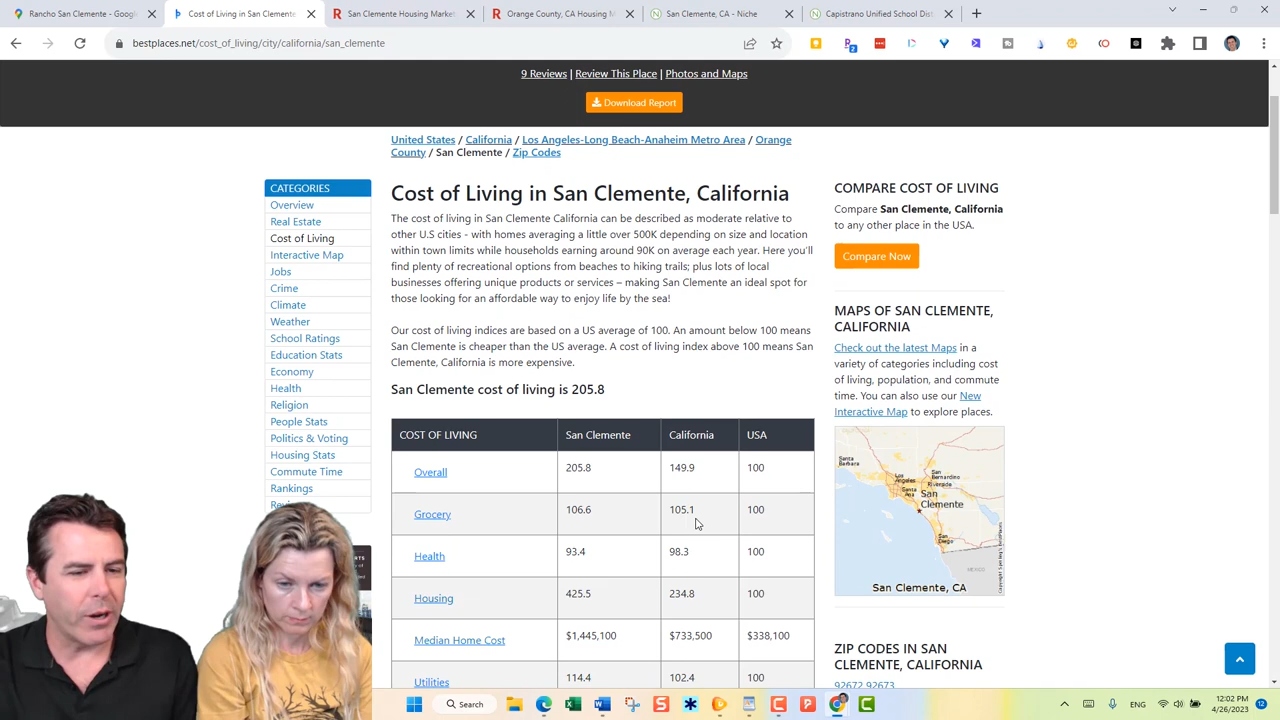 Rancho San Clemente - Google
Cost of Living in San Clemente
San Clemente Housing Market
Orange County, CA Housing M
San Clemente, CA - Niche
Capistrano Unified School Dist
bestplaces.net/cost_of_living/city/california/san_clemente
9 Reviews | Review This Place | Photos and Maps
Download Report
United States / California / Los Angeles-Long Beach-Anaheim Metro Area / Orange
County / San Clemente / Zip Codes
CATEGORIES
Overview
Real Estate
Cost of Living
Interactive Map
Jobs
Crime
Climate
Weather
School Ratings
Education Stats
Economy
Health
Religion
People Stats
Politics & Voting
Housing Stats
Commute Time
Rankings
Cost of Living in San Clemente, California
The cost of living in San Clemente California can be described as moderate relative to
other U.S cities - with homes averaging a little over 500K depending on size and location
within town limits while households earning around 90K on average each year. Here you'll
find plenty of recreational options from beaches to hiking trails; plus lots of local
businesses offering unique products or services – making San Clemente an ideal spot for
those looking for an affordable way to enjoy life by the sea!
Our cost of living indices are based on a US average of 100. An amount below 100 means
San Clemente is cheaper than the US average. A cost of living index above 100 means San
Clemente, California is more expensive.
San Clemente cost of living is 205.8
COST OF LIVING San Clemente California USA
Overall 205.8 149.9 100
Grocery 106.6 105.1 100
Health 93.4 98.3 100
Housing 425.5 234.8 100
Median Home Cost $1,445,100 $733,500 $338,100
Utilities 114.4 102.4 100
COMPARE COST OF LIVING
Compare San Clemente, California
to any other place in the USA.
Compare Now
MAPS OF SAN CLEMENTE,
CALIFORNIA
Check out the latest Maps in a
variety of categories including cost
of living, population, and commute
time. You can also use our New
Interactive Map to explore places.
Santa
Barbara
San Bernardino
Riverside
San
Clemente
San
Diego
MEXICO
San Clemente, CA
ZIP CODES IN SAN
CLEMENTE, CALIFORNIA
92672 92673
Search
ENG
12:02 PM
4/26/2023